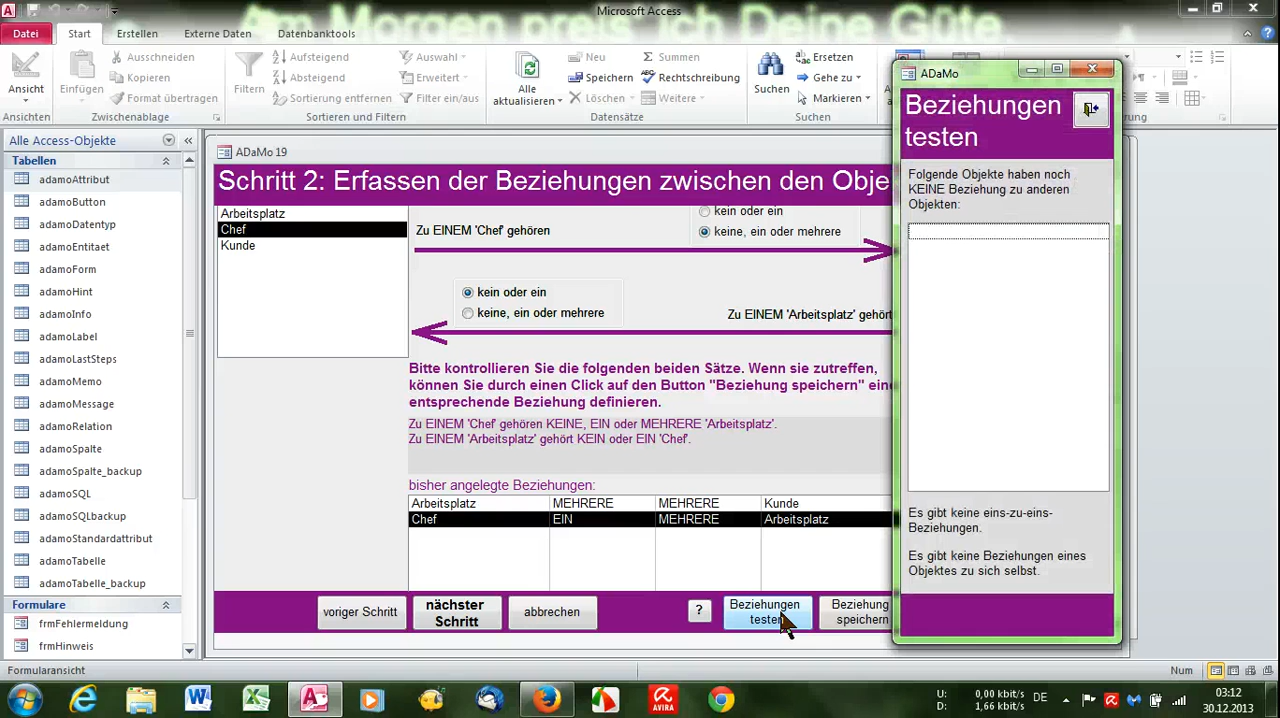 Microsoft Access
Datei
Start
Erstellen
Externe Daten
Datenbanktools
Ansicht
Einfügen
Ausschneiden
Kopieren
Format übertragen
Filtern
Aufsteigend
Absteigend
Sortierung entfernen
Auswahl
Erweitert
Filter ein/aus
Alle
aktualisieren
Neu
Speichern
Löschen
Summen
Rechtschreibung
Weitere
Suchen
Ersetzen
Gehe zu
Markieren
Ansichten
Zwischenablage
Sortieren und Filtern
Datensätze
Suchen
Alle Access-Objekte
Tabellen
adamoAttribut
adamoButton
adamoDatentyp
adamoEntitaet
adamoForm
adamoHint
adamoInfo
adamoLabel
adamoLastSteps
adamoMemo
adamoMessage
adamoRelation
adamoSpalte
adamoSpalte_backup
adamoSQL
adamoSQLbackup
adamoStandardattribut
adamoTabelle
adamoTabelle_backup
Formulare
frmFehlermeldung
frmHinweis
ADaMo 19
Schritt 2: Erfassen der Beziehungen zwischen den Obje
Arbeitsplatz
Chef
Kunde
Zu EINEM 'Chef' gehören
kein oder ein
keine, ein oder mehrere
kein oder ein
keine, ein oder mehrere
Zu EINEM 'Arbeitsplatz' gehört
Bitte kontrollieren Sie die folgenden beiden Sätze. Wenn sie zutreffen,
können Sie durch einen Click auf den Button "Beziehung speichern" eine
entsprechende Beziehung definieren.
Zu EINEM 'Chef' gehören KEINE, EIN oder MEHRERE 'Arbeitsplatz'.
Zu EINEM 'Arbeitsplatz' gehört KEIN oder EIN 'Chef'.
bisher angelegte Beziehungen:
Arbeitsplatz MEHRERE MEHRERE Kunde
Chef EIN MEHRERE Arbeitsplatz
voriger Schritt
nächster
Schritt
abbrechen
?
Beziehungen
testen
Beziehung
speichern
ADaMo
Beziehungen
testen
Folgende Objekte haben noch
KEINE Beziehung zu anderen
Objekten:
Es gibt keine eins-zu-eins-
Beziehungen.
Es gibt keine Beziehungen eines
Objektes zu sich selbst.
Formularansicht
Num
AVIRA
U: 0,00 kbit/s
D: 1,66 kbit/s
DE
03:12
30.12.2013